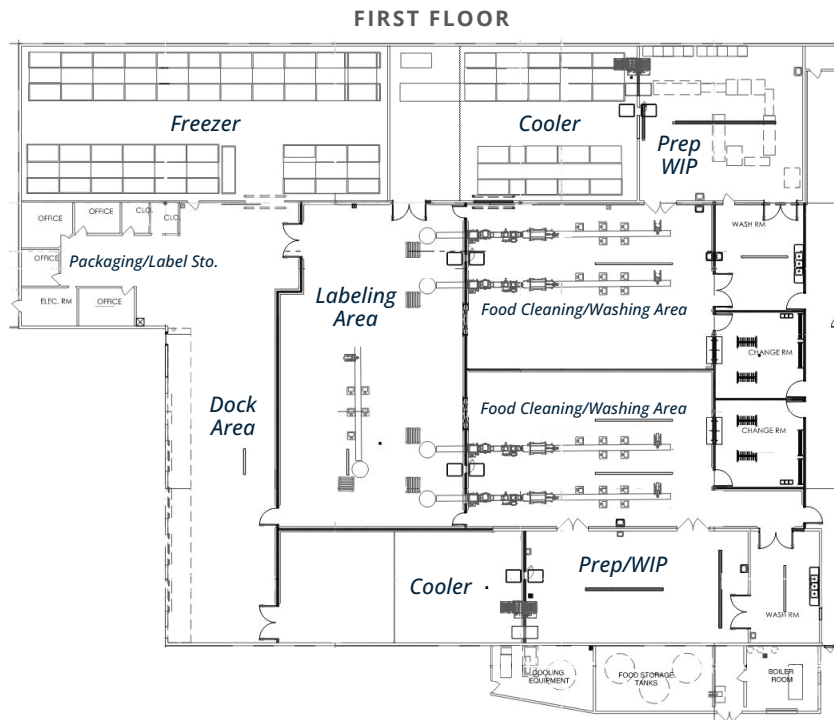 FIRST FLOOR
Freezer
Cooler
Prep
WIP
OFFICE
OFFICE
CLO.
CLO.
WASH RM
OFFICE
Packaging/Label Sto.
ELEC. RM
OFFICE
Labeling
Area
Food Cleaning/Washing Area
CHANGE RM
Dock
Area
Food Cleaning/Washing Area
CHANGE RM
Cooler
Prep/WIP
WASH RM
COOLING
EQUIPMENT
FOOD STORAGE
TANKS
BOILER
ROOM